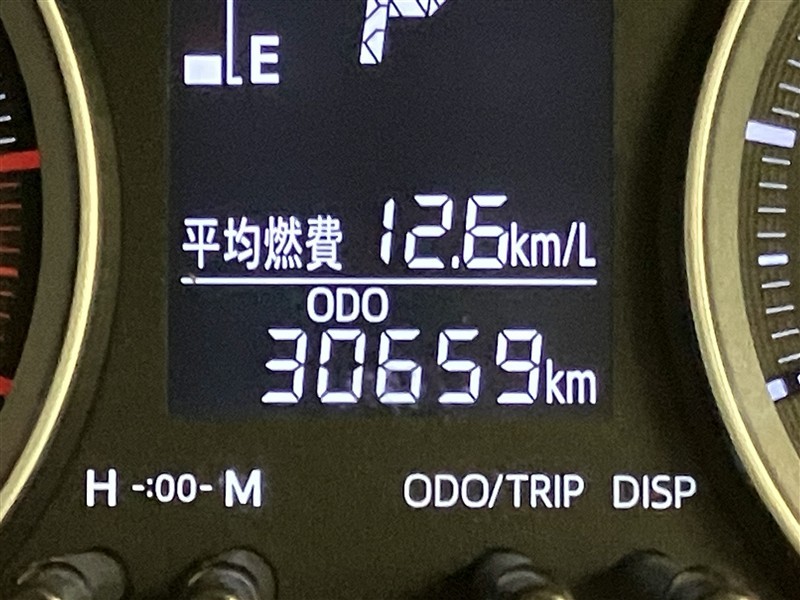 E
平均燃費 12.6km/L
ODO
30659km
H -:00- M ODO/TRIP DISP